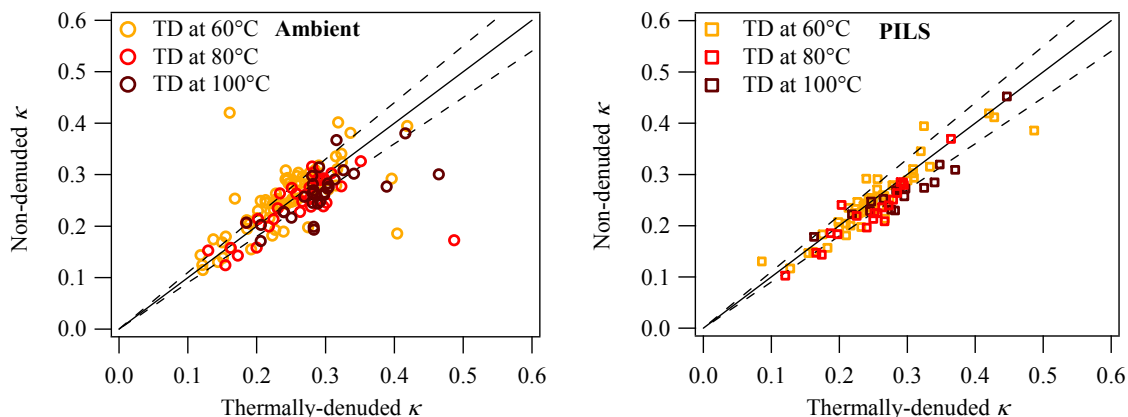 0.6
0.5
0.4
0.3
0.2
0.1
0.0
Non-denuded κ
TD at 60°C
TD at 80°C
TD at 100°C
Ambient
0.0 0.1 0.2 0.3 0.4 0.5 0.6
Thermally-denuded κ
0.6
0.5
0.4
0.3
0.2
0.1
0.0
Non-denuded κ
TD at 60°C
TD at 80°C
TD at 100°C
PILS
0.0 0.1 0.2 0.3 0.4 0.5 0.6
Thermally-denuded κ